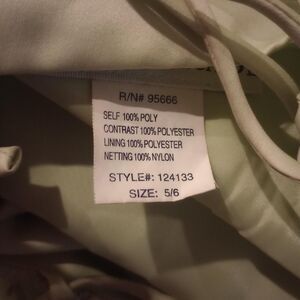 R/N# 95666
SELF 100% POLY
CONTRAST 100% POLYESTER
LINING 100% POLYESTER
NETTING 100% NYLON
STYLE#: 124133
SIZE: 5/6